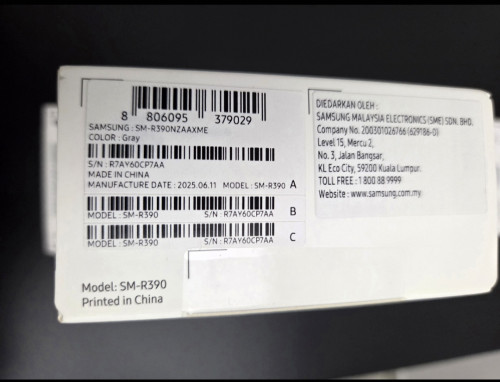 8 806095 379029
SAMSUNG : SM-R390NZAAXME
COLOR : Gray
S/N : R7AY60CP7AA
MADE IN CHINA
MANUFACTURE DATE : 2025.06.11 MODEL : SM-R390 A
MODEL : SM-R390 S/N : R7AY60CP7AA B
MODEL : SM-R390 S/N : R7AY60CP7AA C
Model: SM-R390
Printed in China
DIEDARKAN OLEH :
SAMSUNG MALAYSIA ELECTRONICS (SME) SDN. BHD.
Company No. 200301026766 (629186-D)
Level 15, Mercu 2,
No. 3, Jalan Bangsar,
KL Eco City, 59200 Kuala Lumpur.
TOLL FREE : 1 800 88 9999
Website : www.samsung.com.my